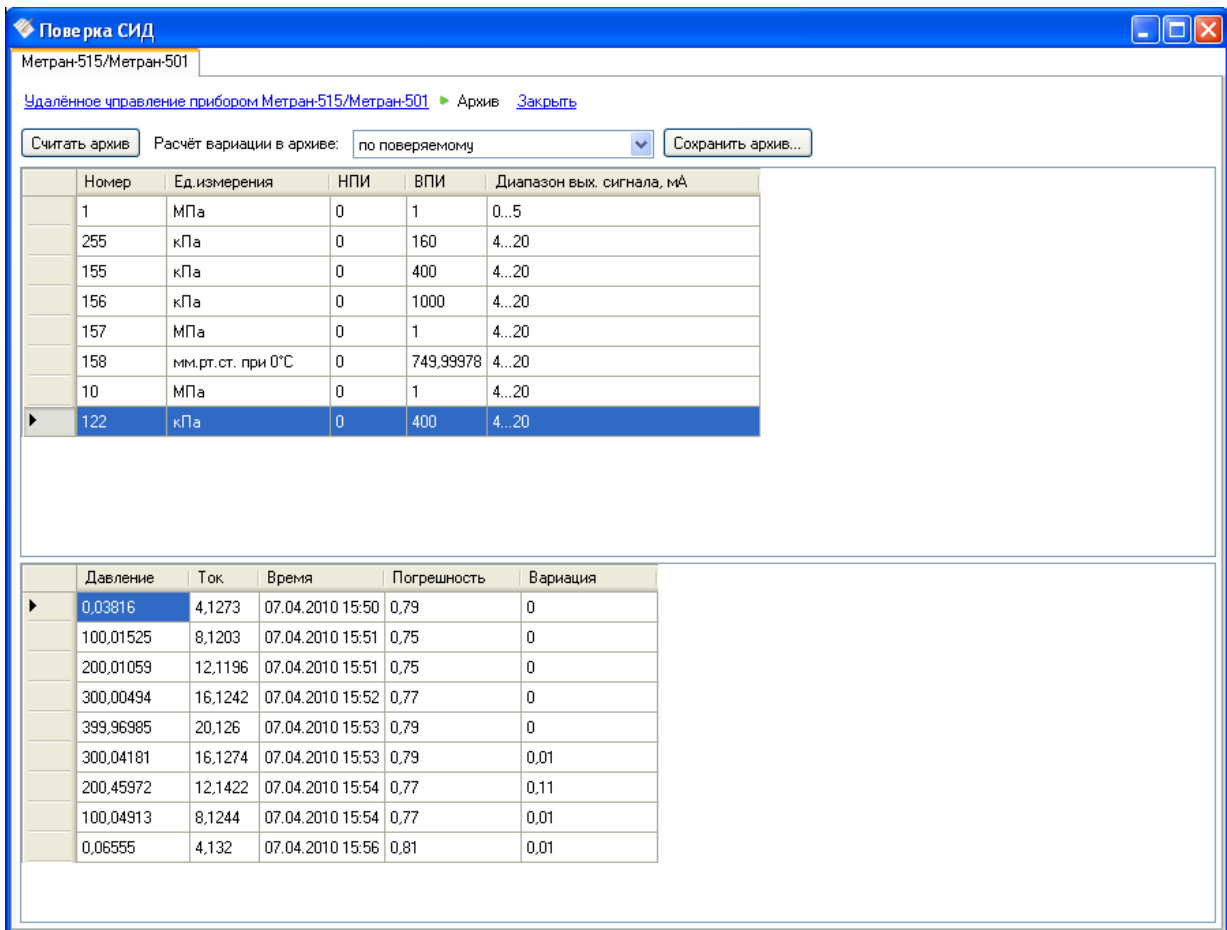 Поверка СИД
Метран-515/Метран-501
Удалённое управление прибором Метран-515/Метран-501 Архив Закрыть
Считать архив Расчёт вариации в архиве: по поверяемому Сохранить архив...
Номер Ед.измерения НПИ ВПИ Диапазон вых. сигнала, мА
1 МПа 0 1 0...5
255 кПа 0 160 4...20
155 кПа 0 400 4...20
156 кПа 0 1000 4...20
157 МПа 0 1 4...20
158 мм.рт.ст. при 0°C 0 749,99978 4...20
10 МПа 0 1 4...20
122 кПа 0 400 4...20
Давление Ток Время Погрешность Вариация
0,03816 4,1273 07.04.2010 15:50 0,79 0
100,01525 8,1203 07.04.2010 15:51 0,75 0
200,01059 12,1196 07.04.2010 15:51 0,75 0
300,00494 16,1242 07.04.2010 15:52 0,77 0
399,96985 20,126 07.04.2010 15:53 0,79 0
300,04181 16,1274 07.04.2010 15:53 0,79 0,01
200,45972 12,1422 07.04.2010 15:54 0,77 0,11
100,04913 8,1244 07.04.2010 15:54 0,77 0,01
0,06555 4,132 07.04.2010 15:56 0,81 0,01